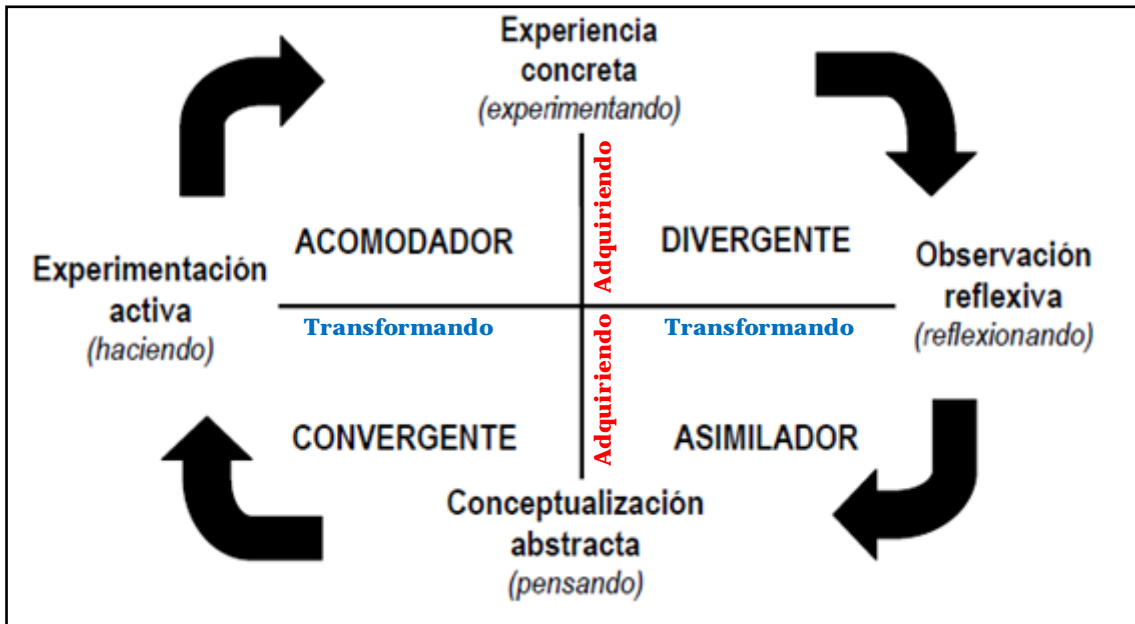 Experiencia
concreta
(experimentando)
Adquiriendo
ACOMODADOR
DIVERGENTE
Experimentación
activa
(haciendo)
Observación
reflexiva
(reflexionando)
Transformando
Transformando
Adquiriendo
CONVERGENTE
ASIMILADOR
Conceptualización
abstracta
(pensando)